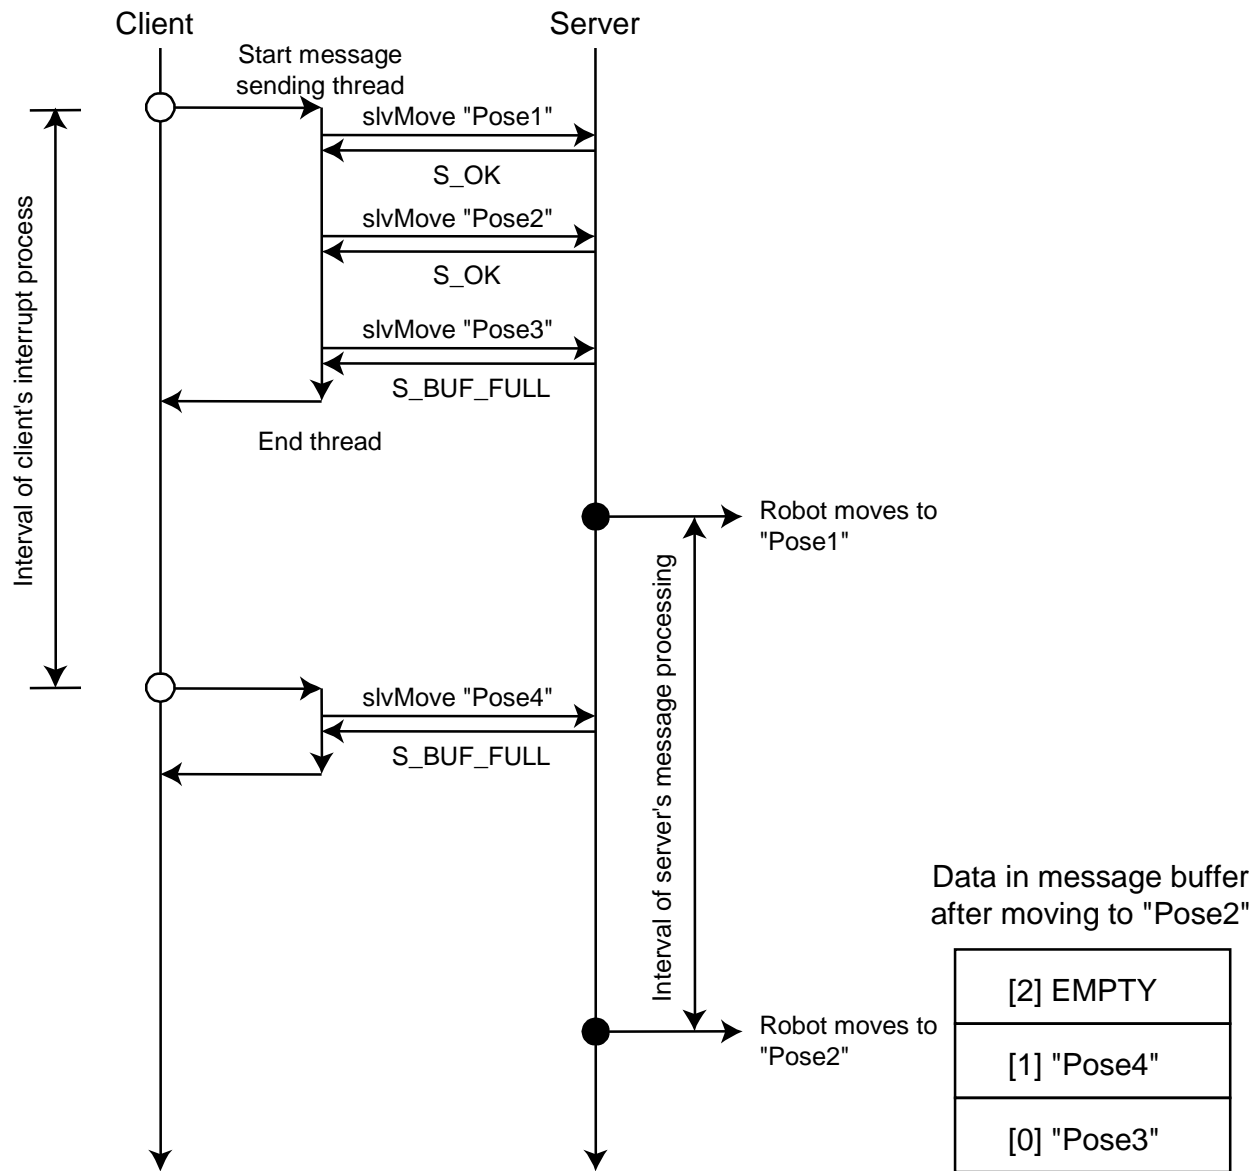 Client
Server
Start message
sending thread
slvMove "Pose1"
S_OK
slvMove "Pose2"
S_OK
slvMove "Pose3"
S_BUF_FULL
End thread
Interval of client's interrupt process
Robot moves to
"Pose1"
slvMove "Pose4"
S_BUF_FULL
Interval of server's message processing
Robot moves to
"Pose2"
Data in message buffer
after moving to "Pose2"
[2] EMPTY
[1] "Pose4"
[0] "Pose3"